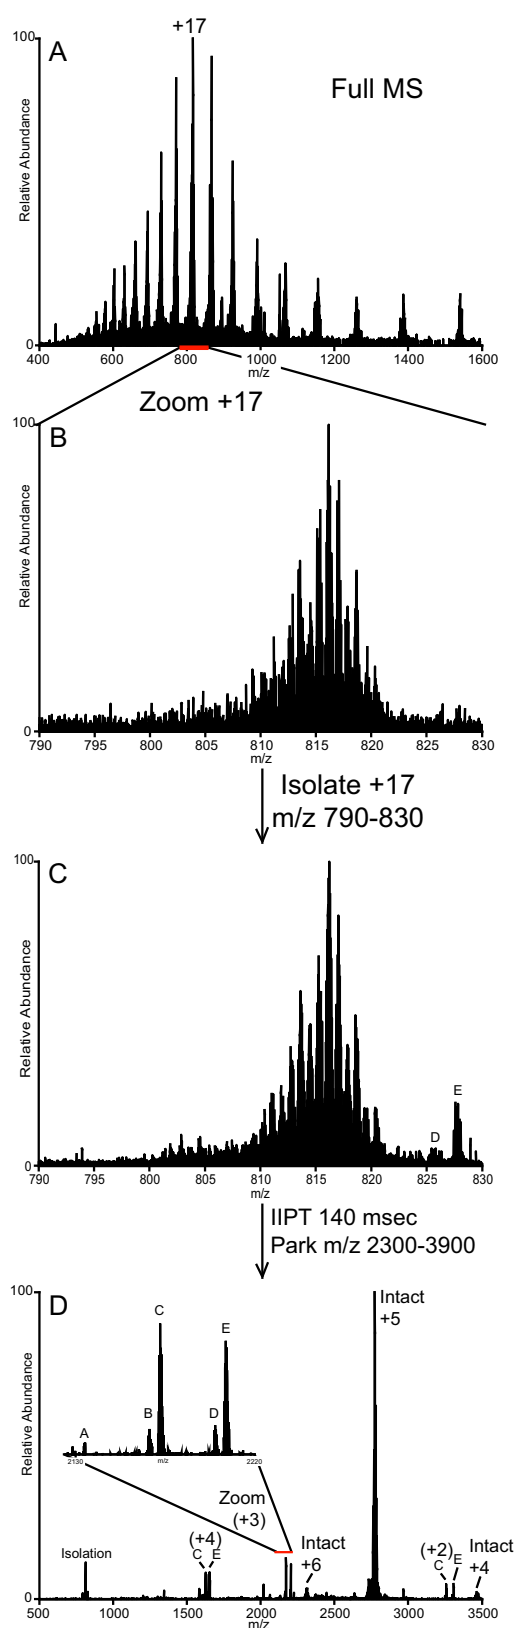 +17
A
Full MS
100
Relative Abundance
0
400 600 800 1000 1200 1400 1600
m/z
Zoom +17
100
B
Relative Abundance
0
790 795 800 805 810 815 820 825 830
m/z
Isolate +17
m/z 790-830
100
C
Relative Abundance
E
D
0
790 795 800 805 810 815 820 825 830
m/z
IIPT 140 msec
Park m/z 2300-3900
100
D
Intact
+5
C
E
Relative Abundance
B
D
A
2130 m/z 2220
Zoom
(+3)
Isolation
(+4)
C E
Intact
+6
(+2)
C E
Intact
+4
0
500 1000 1500 2000 2500 3000 3500
m/z